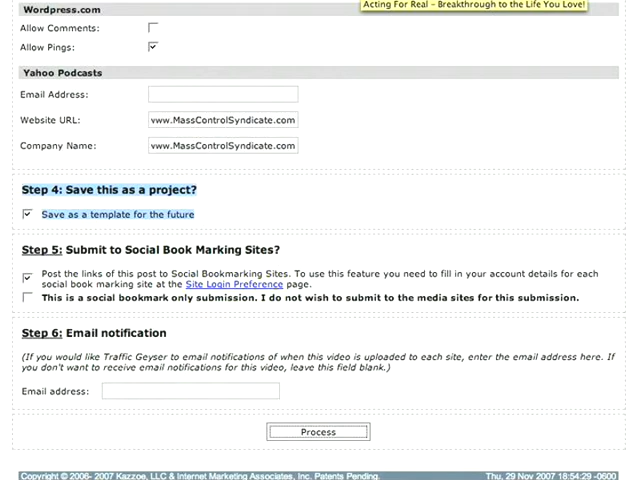 Acting For Real - Breakthrough to the Life You Love!
Wordpress.com
Allow Comments:
Allow Pings:
Yahoo Podcasts
Email Address:
Website URL: www.MassControlSyndicate.com
Company Name: www.MassControlSyndicate.com
Step 4: Save this as a project?
Save as a template for the future
Step 5: Submit to Social Book Marking Sites?
Post the links of this post to Social Bookmarking Sites. To use this feature you need to fill in your account details for each
social book marking site at the Site Login Preference page.
This is a social bookmark only submission. I do not wish to submit to the media sites for this submission.
Step 6: Email notification
(If you would like Traffic Geyser to email notifications of when this video is uploaded to each site, enter the email address here. If
you don't want to receive email notifications for this video, leave this field blank.)
Email address:
Process
Copyright © 2006- 2007 Kazzoe, LLC & Internet Marketing Associates, Inc. Patents Pending. Thu, 29 Nov 2007 18:54:29 -0600